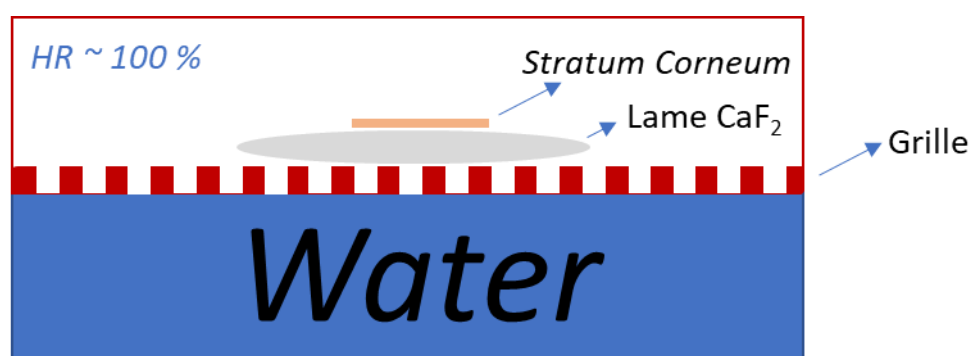 HR ~ 100 %
Stratum Corneum
Lame CaF₂
Grille
Water